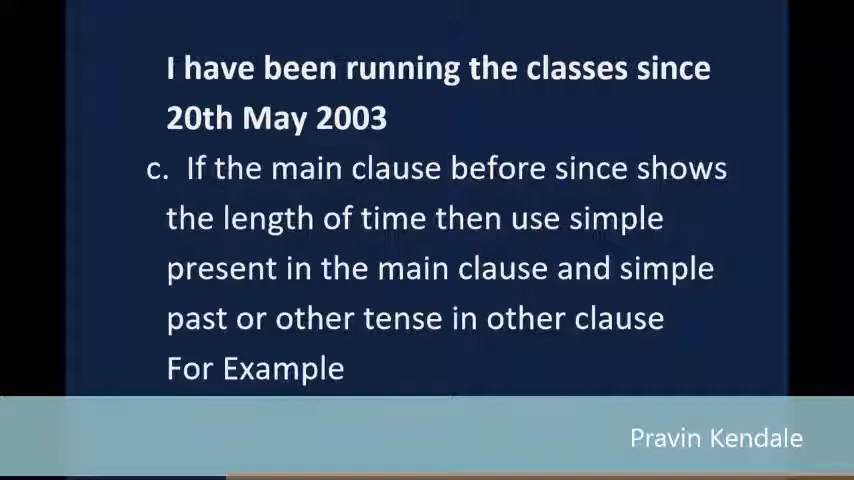 I have been running the classes since
20th May 2003
c. If the main clause before since shows
the length of time then use simple
present in the main clause and simple
past or other tense in other clause
For Example
Pravin Kendale